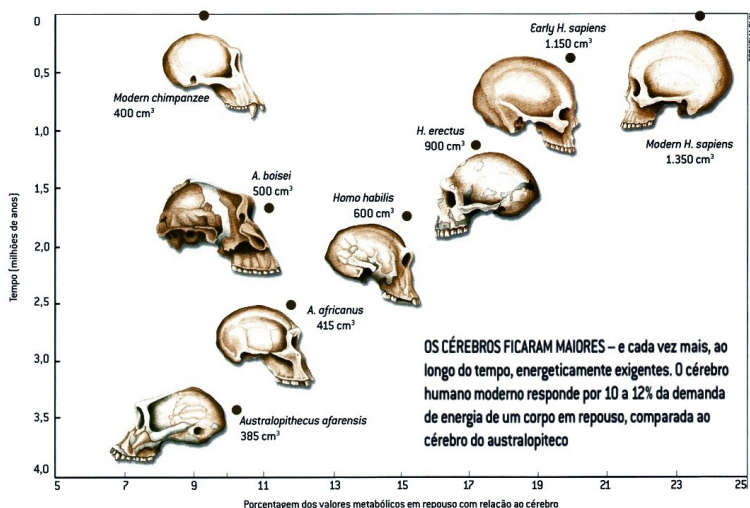 0
0,5
1,0
1,5
2,0
2,5
3,0
3,5
4,0
Tempo (milhões de anos)
Modern chimpanzee
400 cm³
Early H. sapiens
1.150 cm³
Modern H. sapiens
1.350 cm³
H. erectus
900 cm³
A. boisei
500 cm³
Homo habilis
600 cm³
A. africanus
415 cm³
Australopithecus afarensis
385 cm³
OS CÉREBROS FICARAM MAIORES – e cada vez mais, ao
longo do tempo, energeticamente exigentes. O cérebro
humano moderno responde por 10 a 12% da demanda
de energia de um corpo em repouso, comparada ao
cérebro do australopiteco
5 7 9 11 13 15 17 19 21 23 25
Porcentagem dos valores metabólicos em repouso com relação ao cérebro